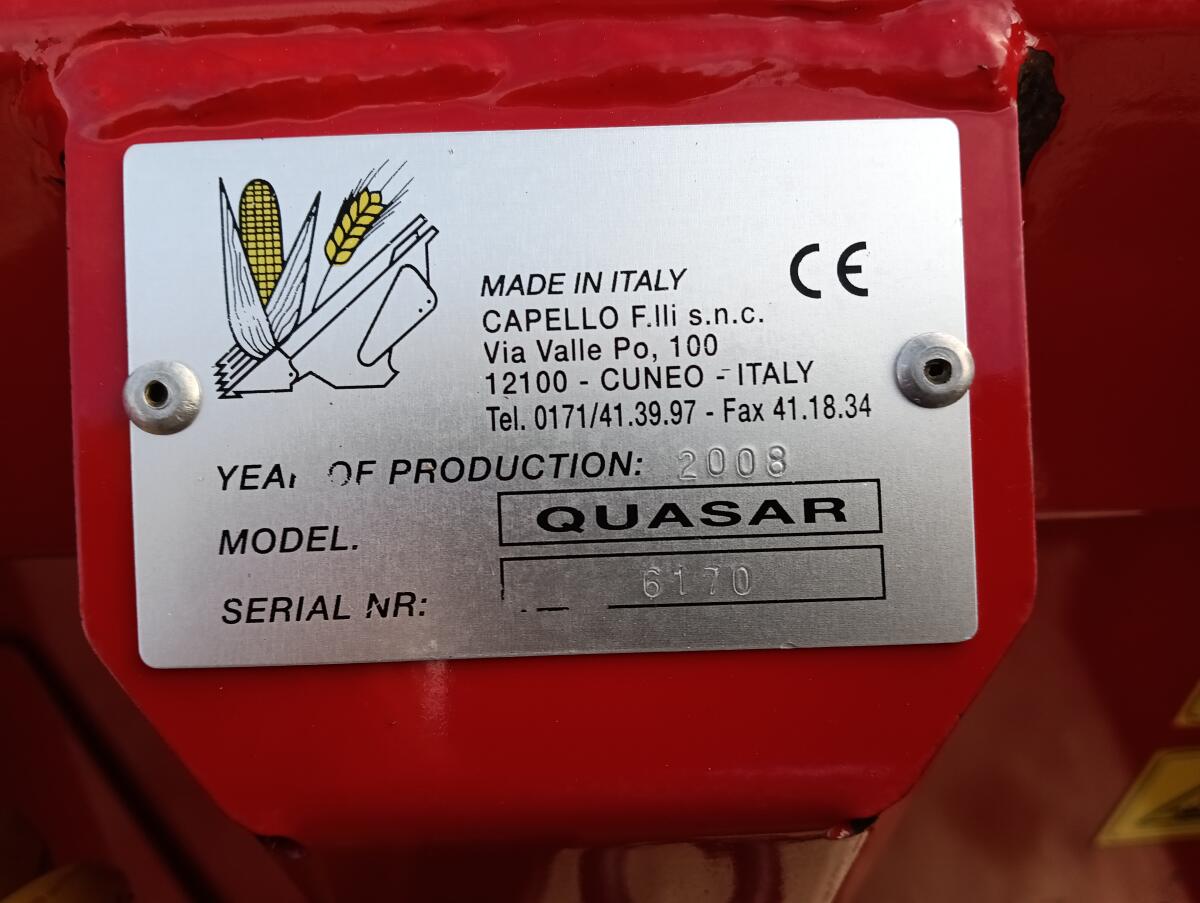 MADE IN ITALY
CE
CAPELLO F.lli s.n.c.
Via Valle Po, 100
12100 - CUNEO - ITALY
Tel. 0171/41.39.97 - Fax 41.18.34
YEAR OF PRODUCTION: 2008
MODEL. QUASAR
SERIAL NR: 6170